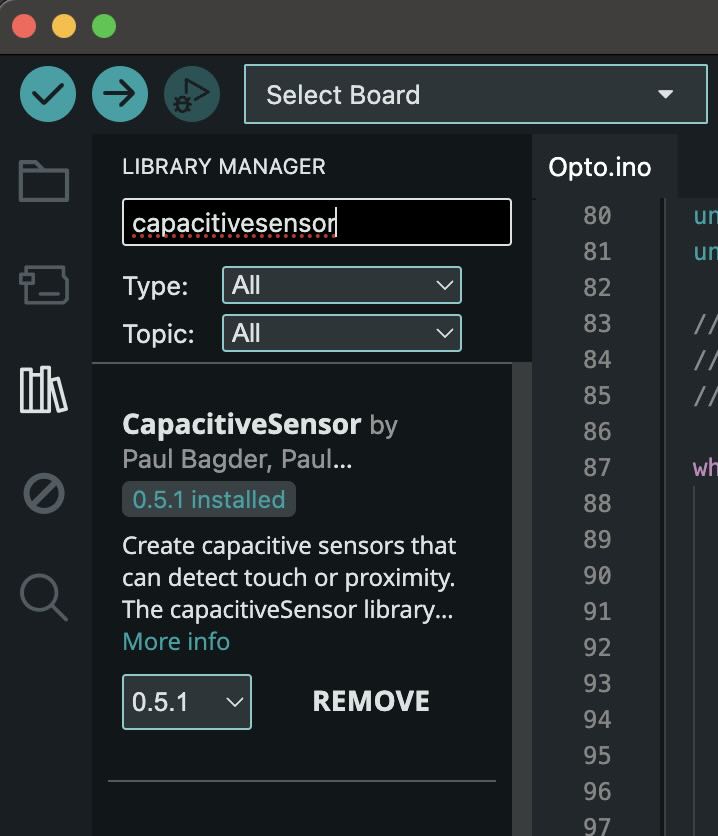 Select Board
LIBRARY MANAGER
capacitivesensor
Type: All
Topic: All
CapacitiveSensor by
Paul Bagder, Paul...
0.5.1 installed
Create capacitive sensors that
can detect touch or proximity.
The capacitiveSensor library...
More info
0.5.1
REMOVE
Opto.ino
80 un
81 un
82
83 //
84 //
85 //
86
87 wh
88
89
90
91
92
93
94
95
96
97